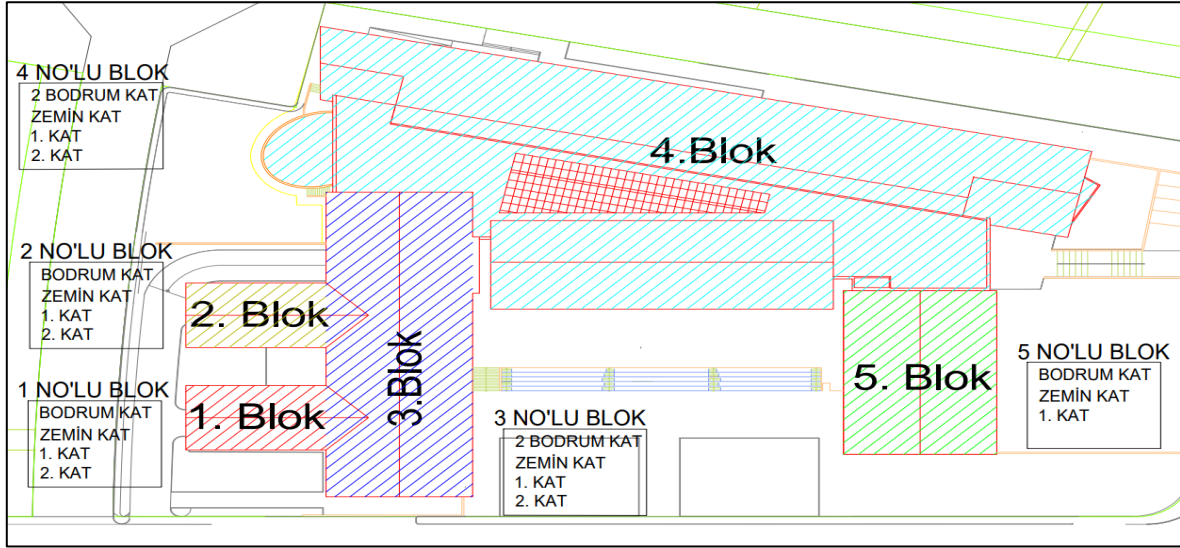 4 NO'LU BLOK
2 BODRUM KAT
ZEMİN KAT
1. KAT
2. KAT
4.Blok
2 NO'LU BLOK
BODRUM KAT
ZEMİN KAT
1. KAT
2. KAT
2. Blok
1 NO'LU BLOK
BODRUM KAT
ZEMİN KAT
1. KAT
2. KAT
1. Blok
3.Blok
3 NO'LU BLOK
2 BODRUM KAT
ZEMİN KAT
1. KAT
2. KAT
5. Blok
5 NO'LU BLOK
BODRUM KAT
ZEMİN KAT
1. KAT